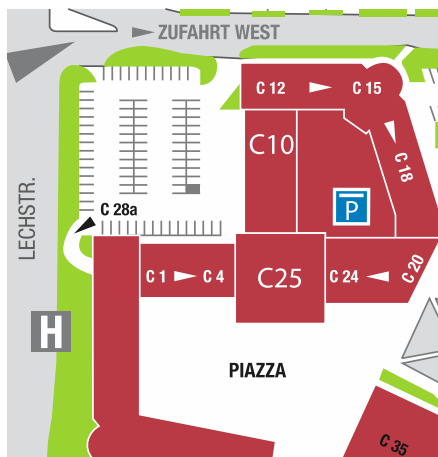 ZUFAHRT WEST
C 12
C 15
C10
C 18
LECHSTR.
C 28a
P
C 1
C 4
C25
C 24
C 20
H
PIAZZA
C 35